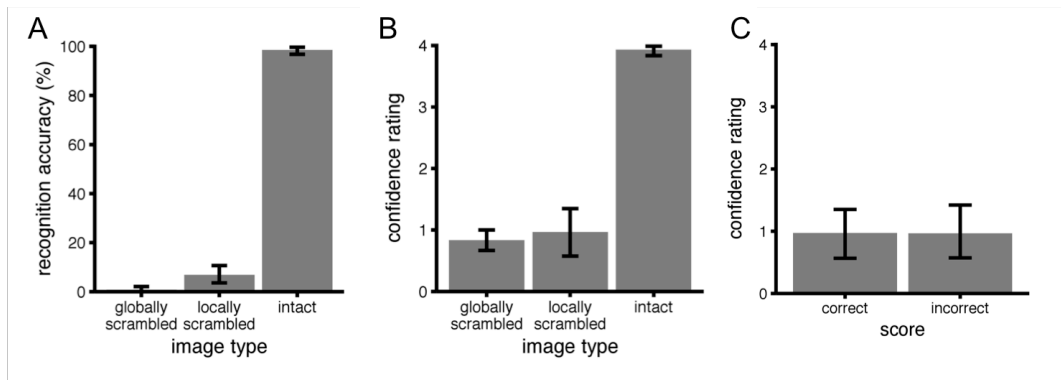 A
recognition accuracy (%)
100
80
60
40
20
0
globally
scrambled
locally
scrambled
intact
image type
B
confidence rating
4
3
2
1
0
globally
scrambled
locally
scrambled
intact
image type
C
confidence rating
4
3
2
1
0
correct
incorrect
score